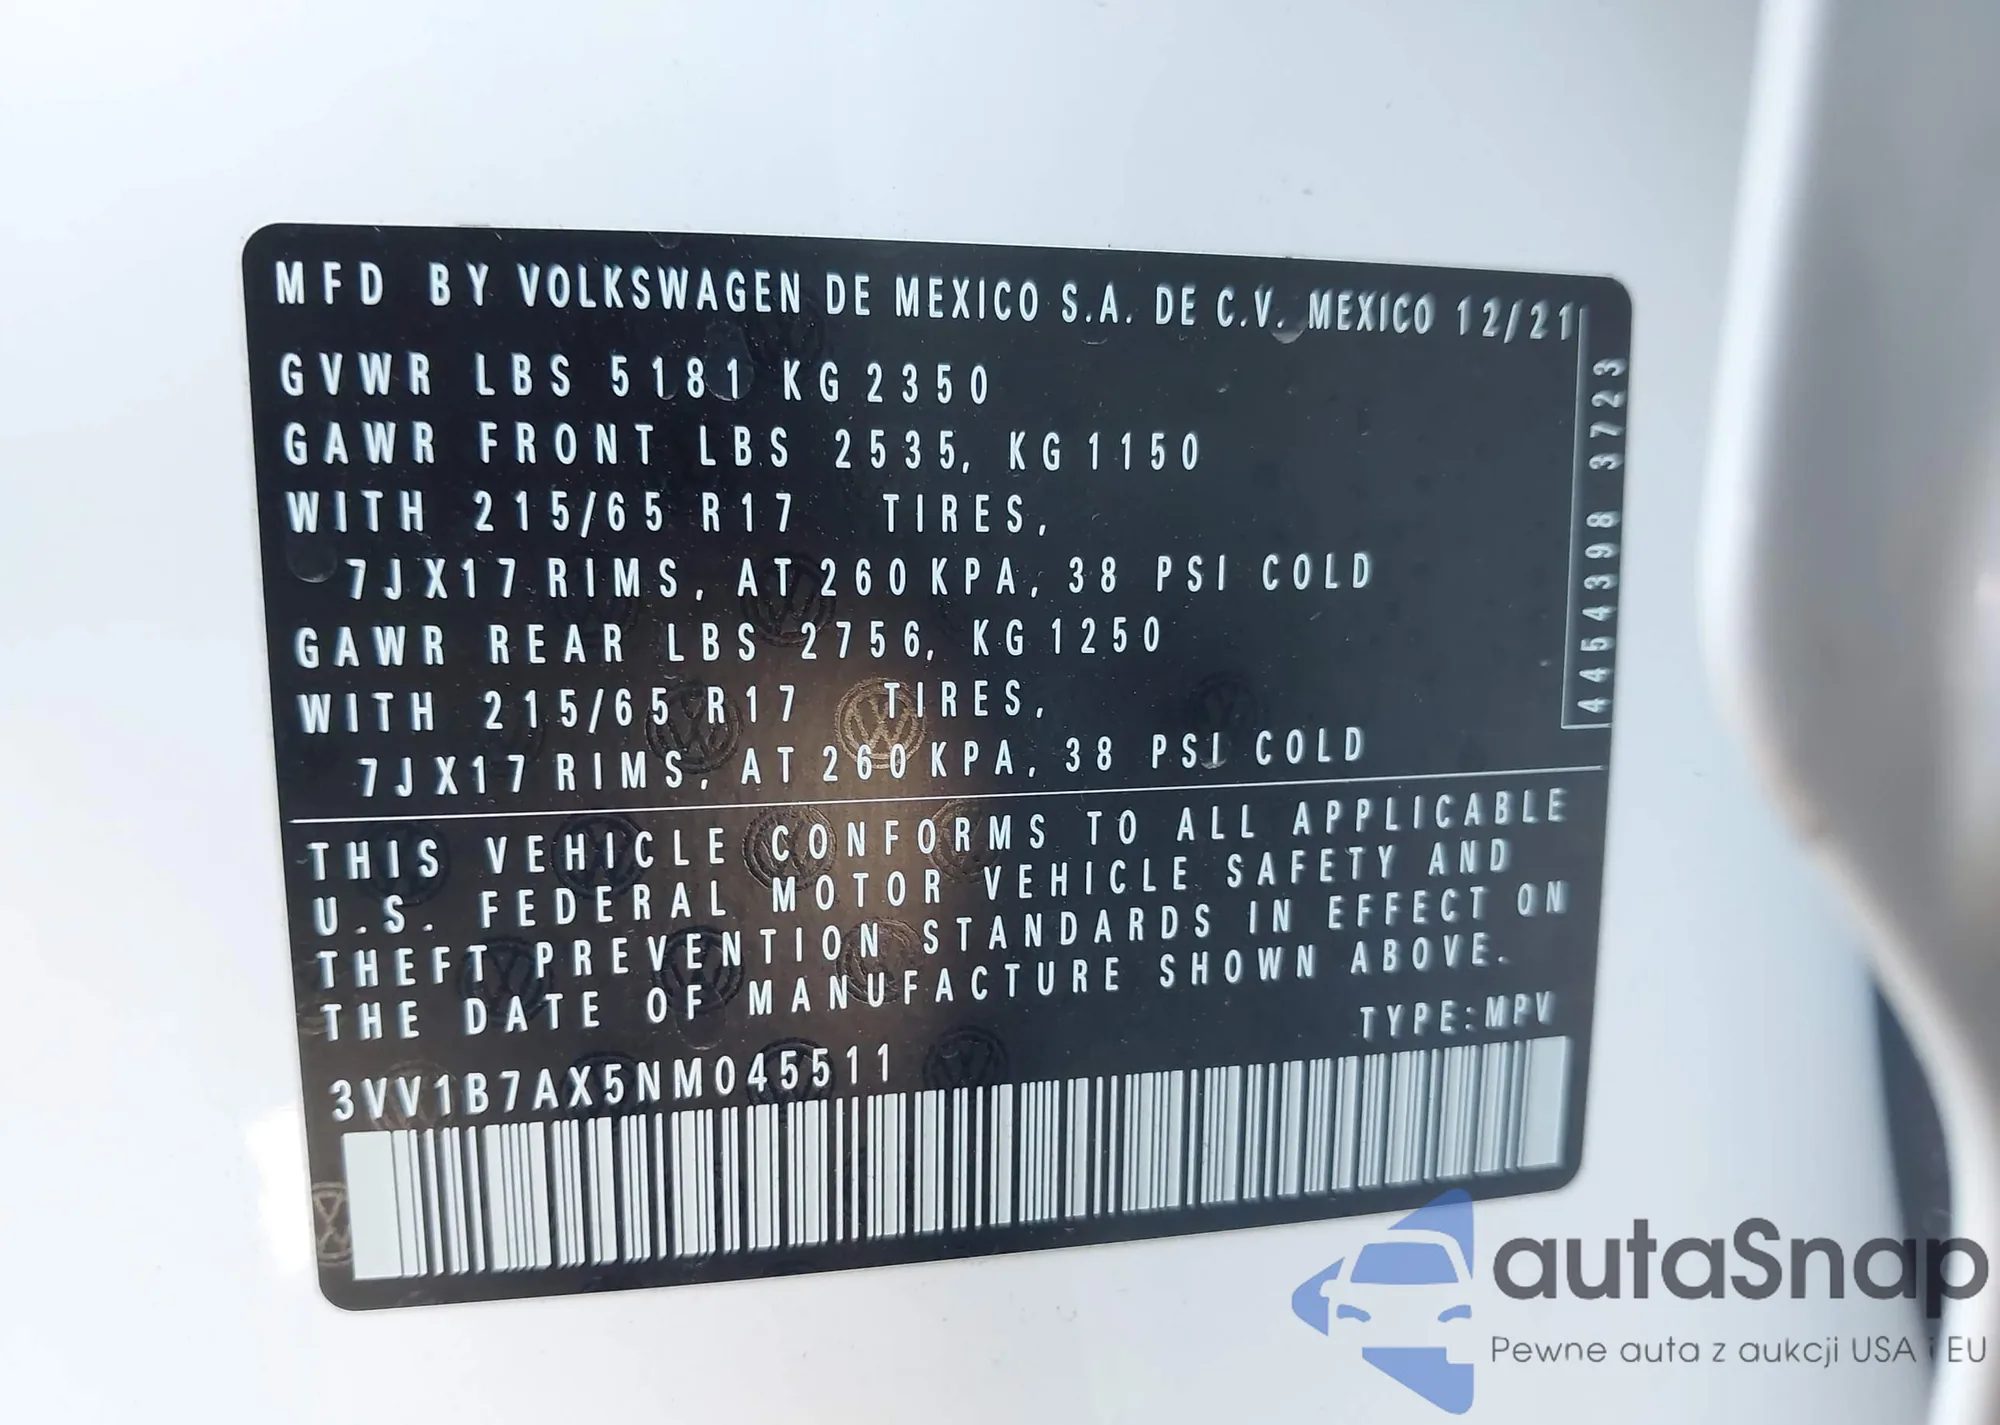 MFD BY VOLKSWAGEN DE MEXICO S.A. DE C.V. MEXICO 12/21
GVWR LBS 5181 KG 2350
GAWR FRONT LBS 2535, KG 1150
WITH 215/65 R17 TIRES,
7JX17 RIMS, AT 260 KPA, 38 PSI COLD
GAWR REAR LBS 2756, KG 1250
WITH 215/65 R17 TIRES,
7JX17 RIMS, AT 260 KPA, 38 PSI COLD
4454398 3723
THIS VEHICLE CONFORMS TO ALL APPLICABLE
U.S. FEDERAL MOTOR VEHICLE SAFETY AND
THEFT PREVENTION STANDARDS IN EFFECT ON
THE DATE OF MANUFACTURE SHOWN ABOVE.
TYPE:MPV
3VV1B7AX5NM045511
autaSnap
Pewne auta z aukcji USA i EU